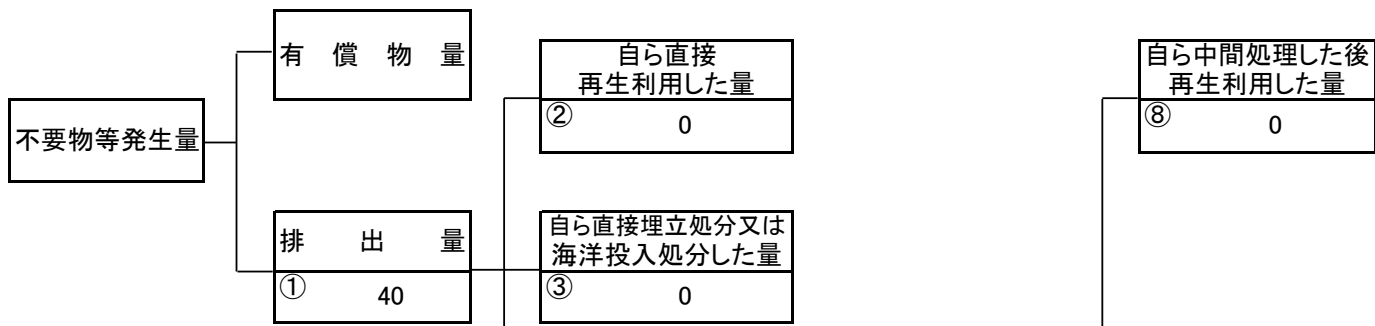 不要物等発生量
有償物量
排出量
① 40
自ら直接
再生利用した量
② 0
自ら直接埋立処分又は
海洋投入処分した量
③ 0
自ら中間処理した後
再生利用した量
⑧ 0